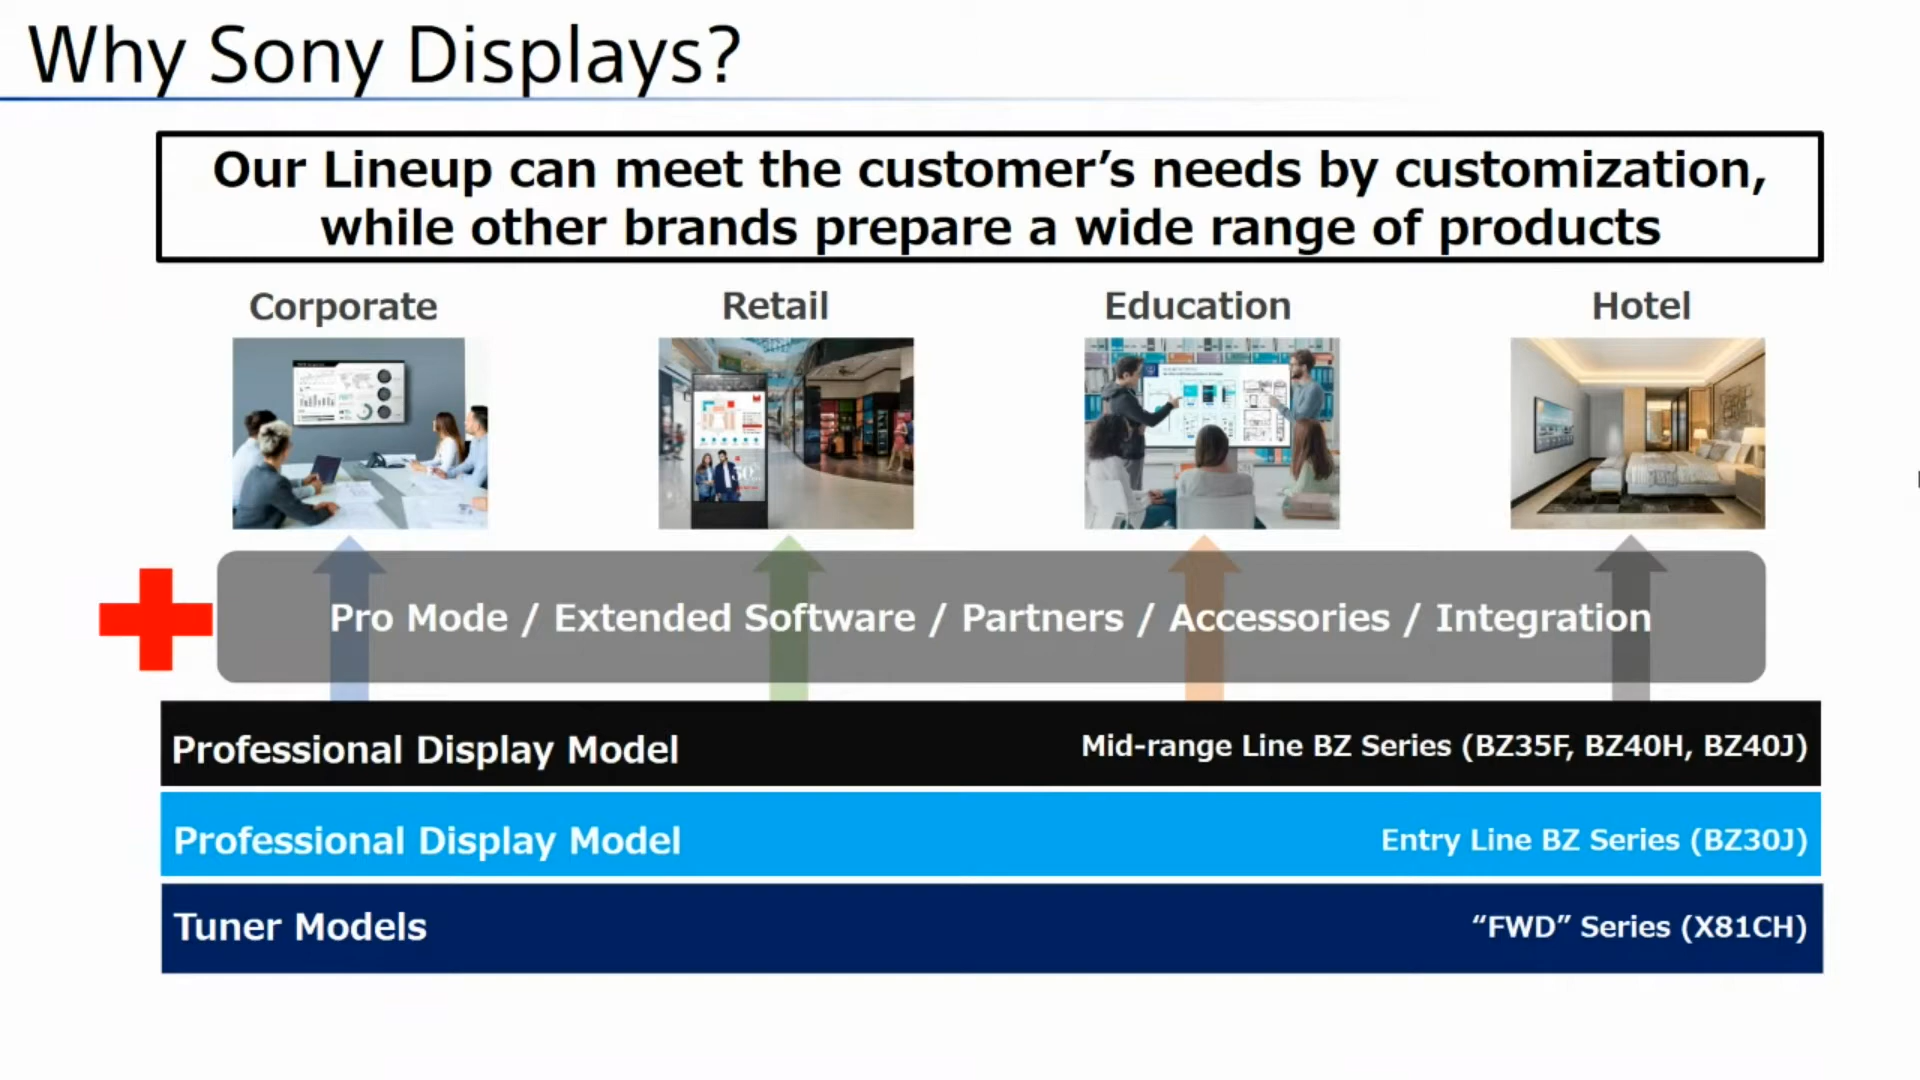 Why Sony Displays?
Our Lineup can meet the customer’s needs by customization,
while other brands prepare a wide range of products
Corporate
Retail
Education
Hotel
Pro Mode / Extended Software / Partners / Accessories / Integration
Professional Display Model
Mid-range Line BZ Series (BZ35F, BZ40H, BZ40J)
Professional Display Model
Entry Line BZ Series (BZ30J)
Tuner Models
“FWD” Series (X81CH)